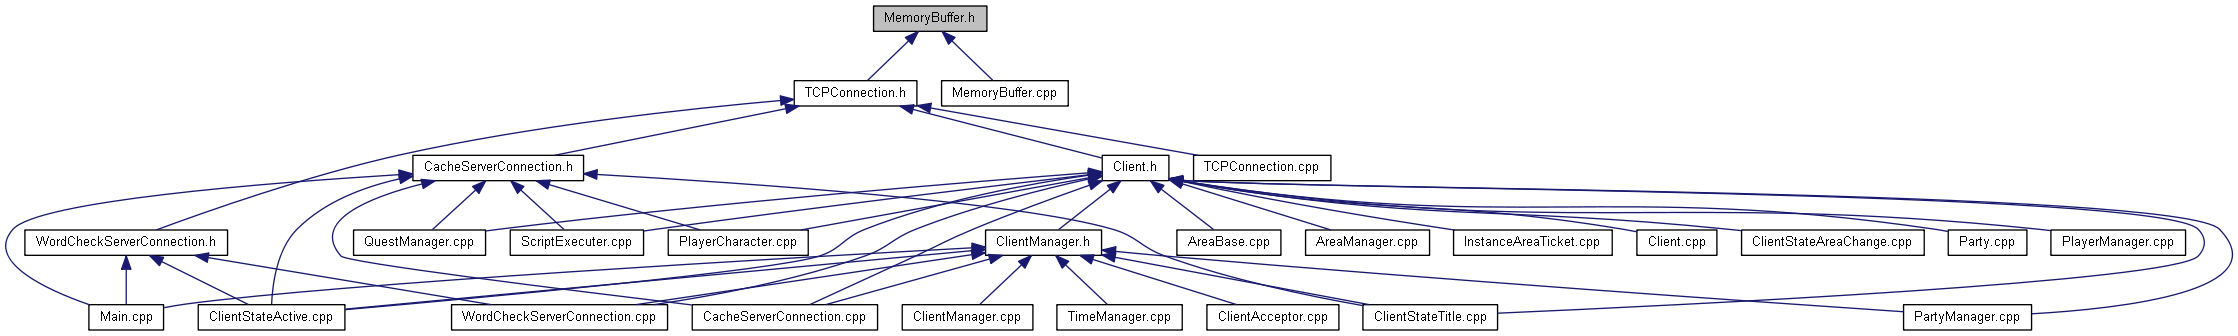 MemoryBuffer.h
TCPConnection.h
MemoryBuffer.cpp
CacheServerConnection.h
Client.h
TCPConnection.cpp
WordCheckServerConnection.h
QuestManager.cpp
ScriptExecuter.cpp
PlayerCharacter.cpp
ClientManager.h
AreaBase.cpp
AreaManager.cpp
InstanceAreaTicket.cpp
Client.cpp
ClientStateAreaChange.cpp
Party.cpp
PlayerManager.cpp
Main.cpp
ClientStateActive.cpp
WordCheckServerConnection.cpp
CacheServerConnection.cpp
ClientManager.cpp
TimeManager.cpp
ClientAcceptor.cpp
ClientStateTitle.cpp
PartyManager.cpp